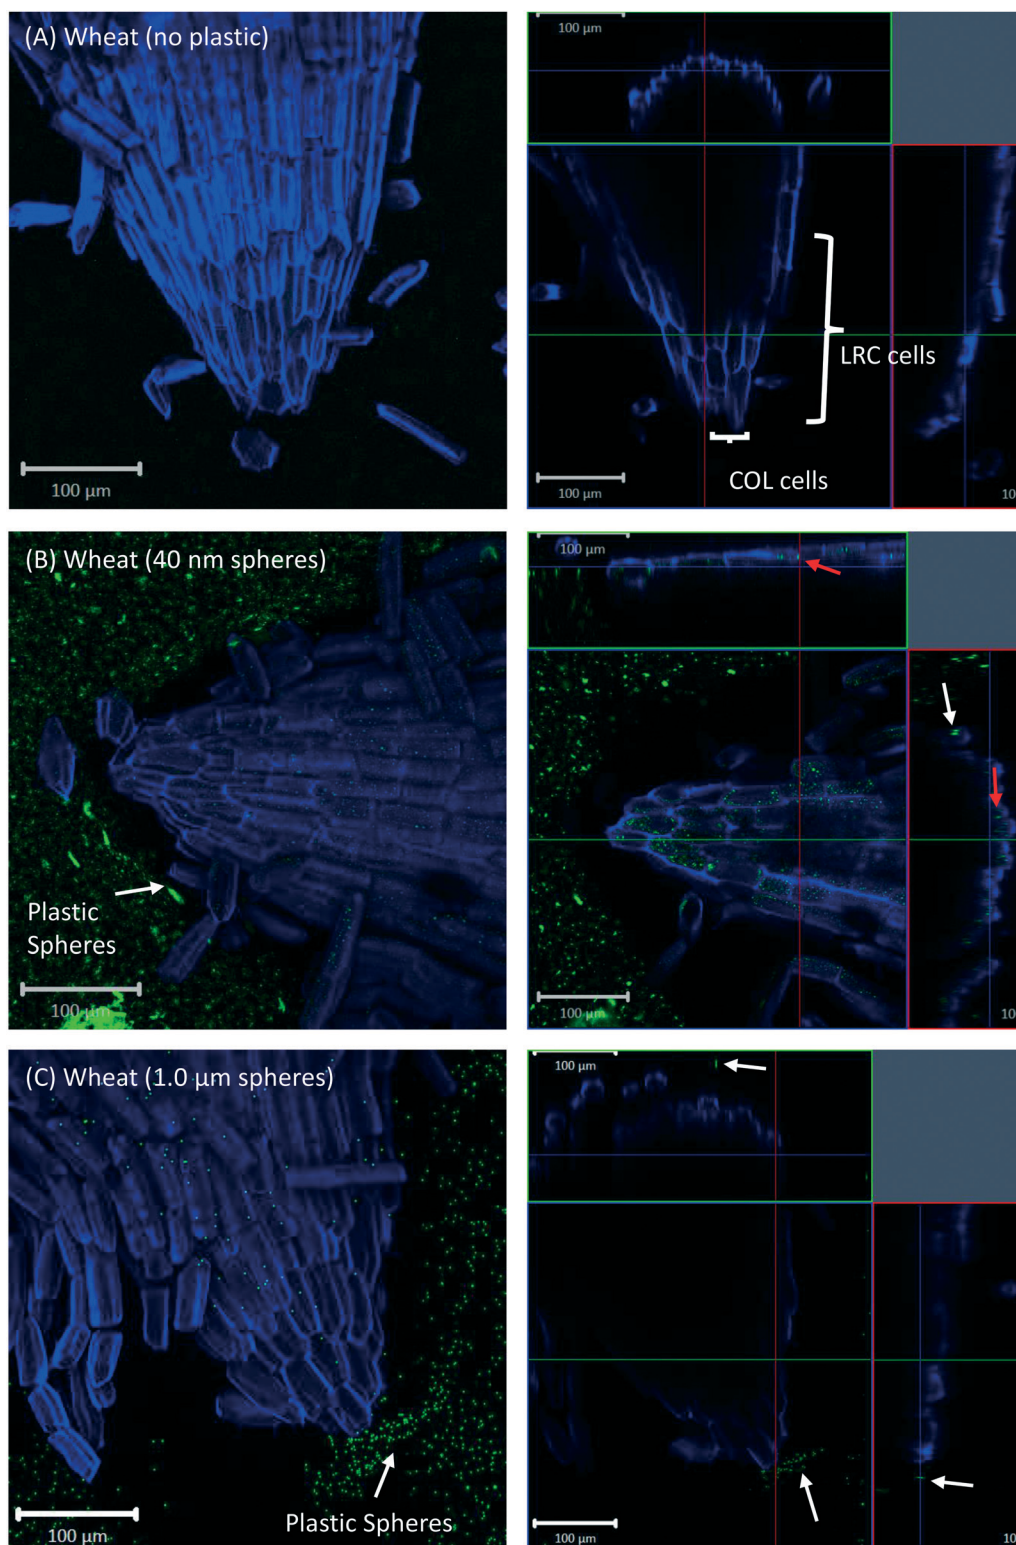 (A) Wheat (no plastic)
100 µm
100 µm
LRC cells
COL cells
100 µm
10
(B) Wheat (40 nm spheres)
Plastic
Spheres
100 µm
100 µm
100 µm
10
(C) Wheat (1.0 µm spheres)
Plastic Spheres
100 µm
100 µm
100 µm
10